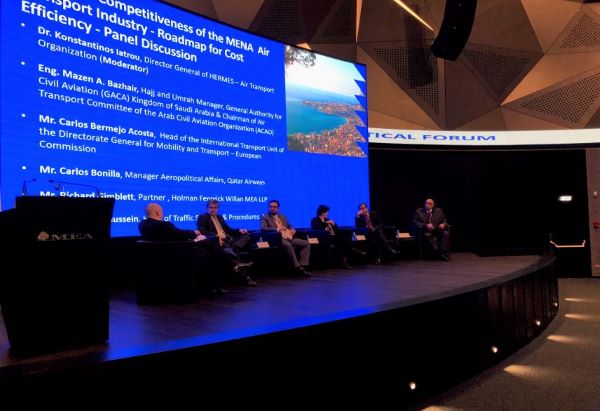 Competitiveness of the MENA Air
Transport Industry - Roadmap for Cost
Efficiency - Panel Discussion
• Dr. Konstantinos Iatrou, Director General of HERMES – Air Transport
Organization (Moderator)
• Eng. Mazen A. Bazhair, Hajj and Umrah Manager, General Authority for
Civil Aviation (GACA) Kingdom of Saudi Arabia & Chairman of Air
Transport Committee of the Arab Civil Aviation Organization (ACAO)
• Mr. Carlos Bermejo Acosta, Head of the International Transport Unit of
the Directorate General for Mobility and Transport – European
Commission
• Mr. Carlos Bonilla, Manager Aeropolitical Affairs, Qatar Airways
• Mr. Richard Gimblett, Partner, Holman Fenwick Willan MEA LLP
ussein, of Traffic & Procedures
TICAL FORUM
MEA